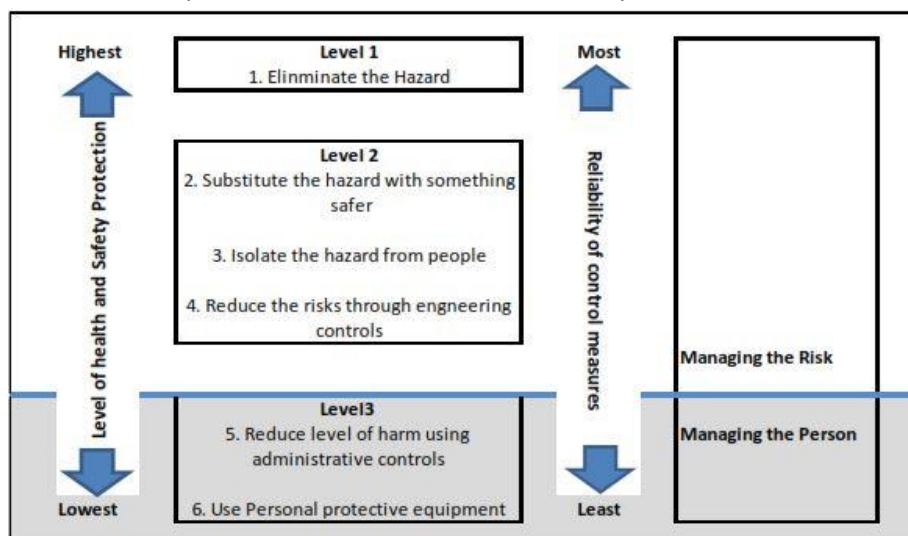 Highest
Level of health and Safety Protection
Lowest
Level 1
1. Elinminate the Hazard
Level 2
2. Substitute the hazard with something
safer
3. Isolate the hazard from people
4. Reduce the risks through engneering
controls
Level3
5. Reduce level of harm using
administrative controls
6. Use Personal protective equipment
Most
Reliability of control measures
Least
Managing the Risk
Managing the Person